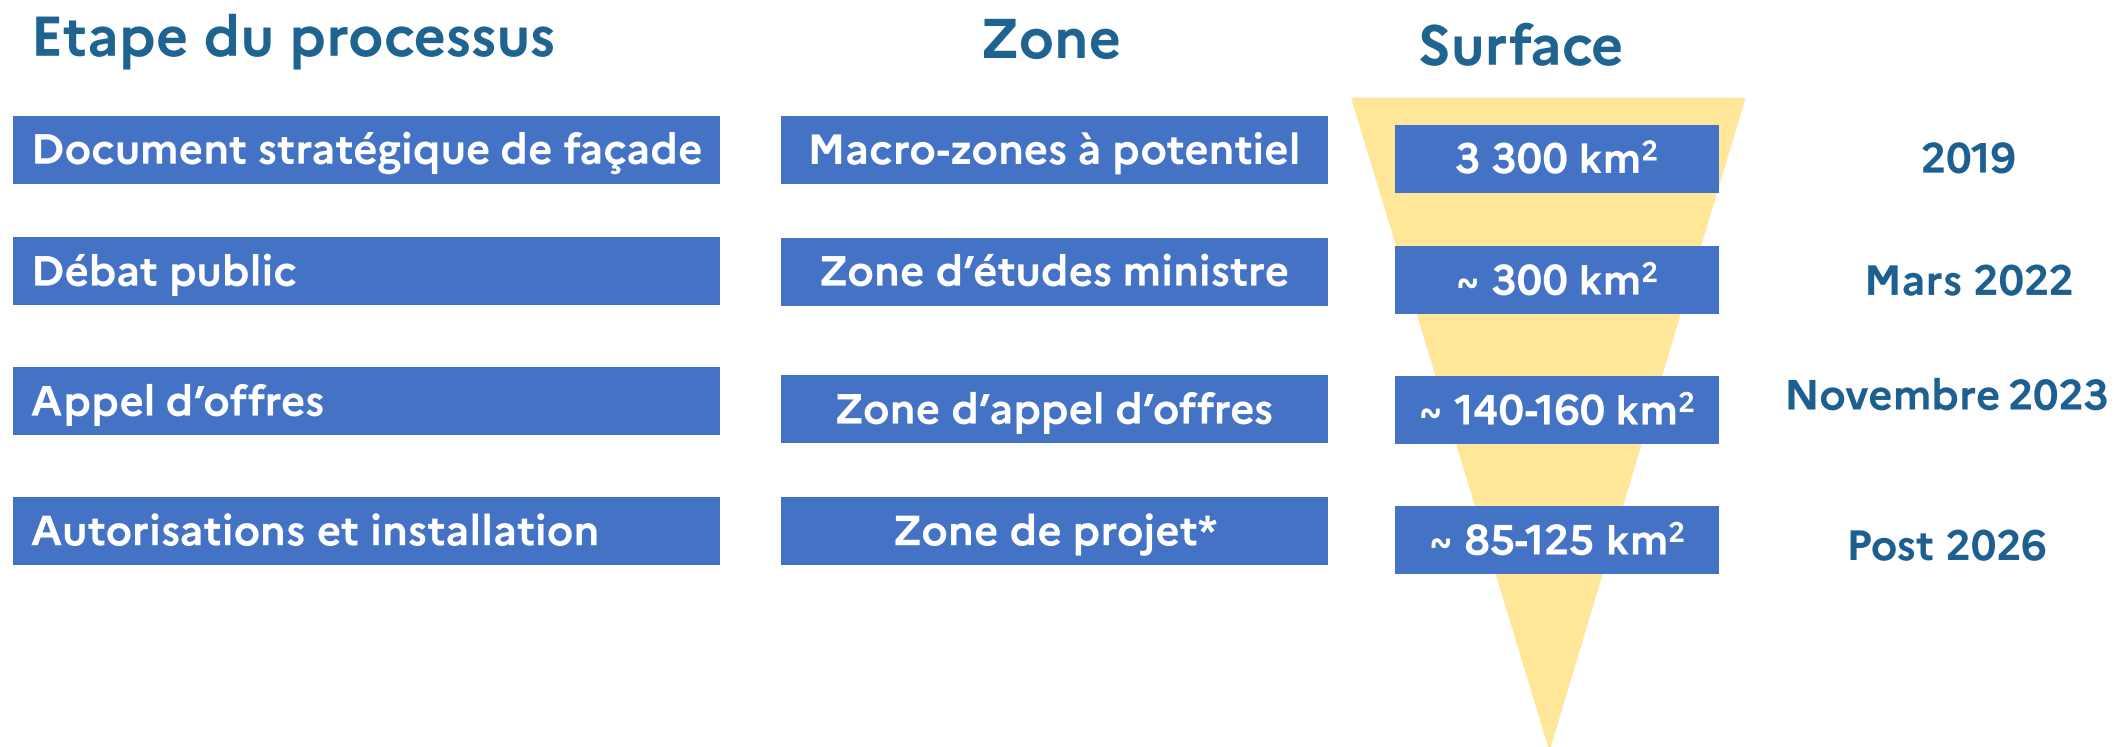 Etape du processus Zone Surface
Document stratégique de façade Macro-zones à potentiel 3 300 km² 2019
Débat public Zone d’études ministre ~ 300 km² Mars 2022
Appel d’offres Zone d’appel d’offres ~ 140-160 km² Novembre 2023
Autorisations et installation Zone de projet* ~ 85-125 km² Post 2026